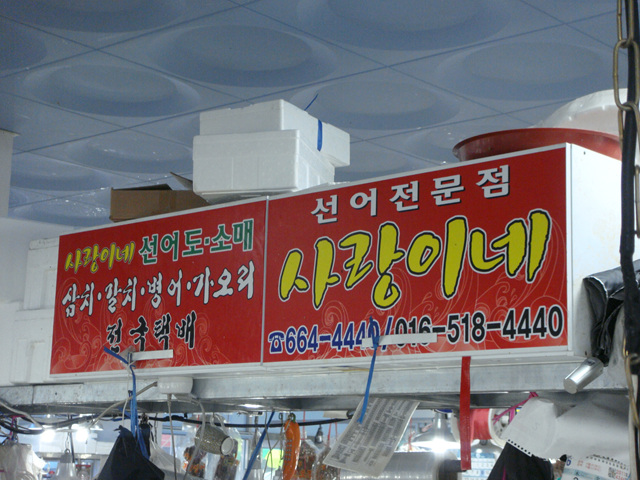 사랑이네 선어도·소매
삼치·갈치·병어·가오리
전국택배
선어전문점
사랑이네
☎664-4440/016-518-4440